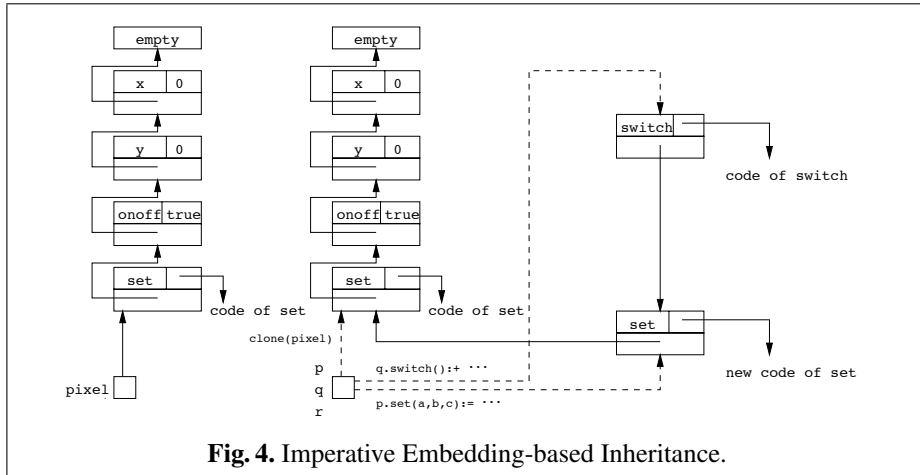 empty empty
x 0 x 0
switch
y 0 y 0
code of switch
onoff true onoff true
set set
code of set code of set set
clone(pixel)
p q.switch():+ ···
pixel q new code of set
r p.set(a,b,c):= ···
Fig. 4. Imperative Embedding-based Inheritance.